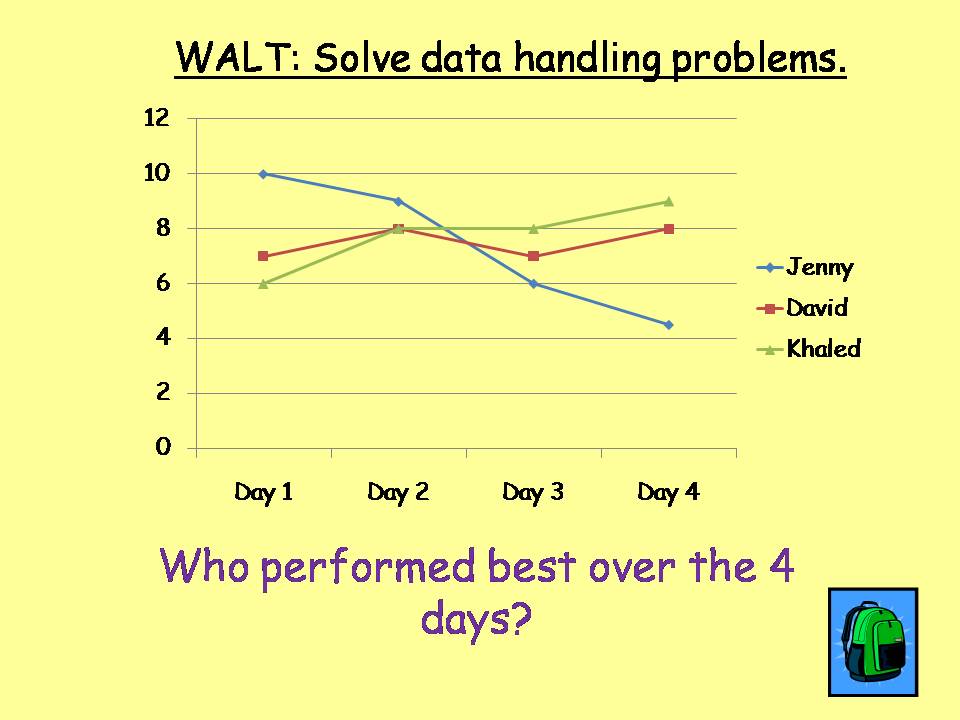 WALT: Solve data handling problems.
12
10
8
6
4
2
0
Day 1 Day 2 Day 3 Day 4
Jenny
David
Khaled
Who performed best over the 4
days?